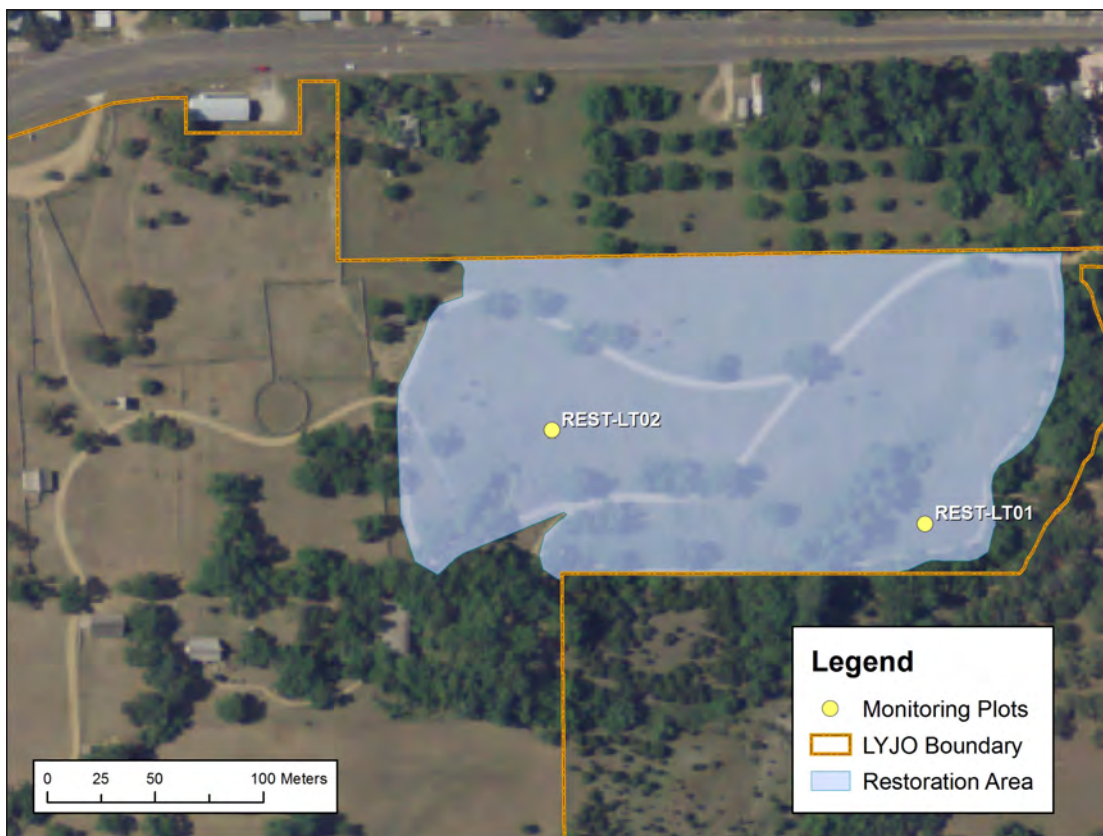 REST-LT02
REST-LT01
Legend
Monitoring Plots
LYJO Boundary
Restoration Area
0 25 50 100 Meters